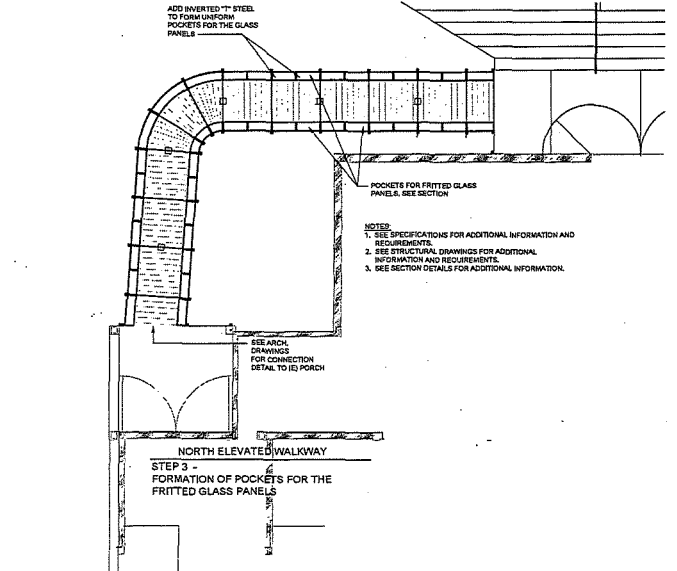 ADD INVERTED "T" STEEL
TO FORM UNIFORM
POCKETS FOR THE GLASS
PANELS
POCKETS FOR FRITTED GLASS
PANELS, SEE SECTION
NOTES:
1. SEE SPECIFICATIONS FOR ADDITIONAL INFORMATION AND
REQUIREMENTS.
2. SEE STRUCTURAL DRAWINGS FOR ADDITIONAL
INFORMATION AND REQUIREMENTS.
3. SEE SECTION DETAILS FOR ADDITIONAL INFORMATION.
SEE ARCH.
DRAWINGS
FOR CONNECTION
DETAIL TO (E) PORCH
NORTH ELEVATED WALKWAY
STEP 3 -
FORMATION OF POCKETS FOR THE
FRITTED GLASS PANELS